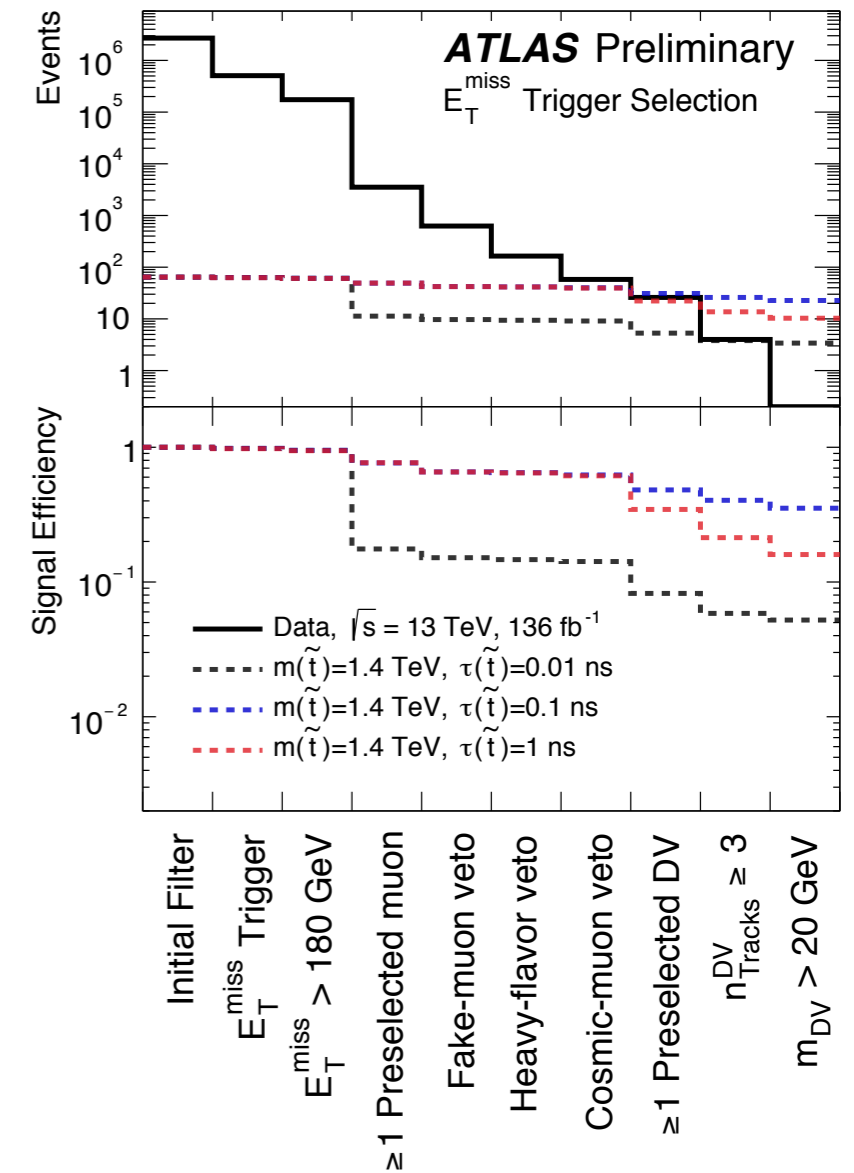 ATLAS Preliminary
E_T^miss Trigger Selection
Events
10^6
10^5
10^4
10^3
10^2
10
1
Signal Efficiency
1
10^−1
10^−2
Data, √s = 13 TeV, 136 fb^-1
m(t̃)=1.4 TeV, τ(t̃)=0.01 ns
m(t̃)=1.4 TeV, τ(t̃)=0.1 ns
m(t̃)=1.4 TeV, τ(t̃)=1 ns
Initial Filter
E_T^miss Trigger
E_T^miss > 180 GeV
≥1 Preselected muon
Fake-muon veto
Heavy-flavor veto
Cosmic-muon veto
≥1 Preselected DV
n_Tracks^DV ≥ 3
m_DV > 20 GeV